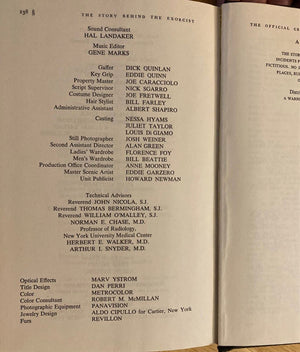 198 §
THE STORY BEHIND THE EXORCIST
Sound Consultant
HAL LANDAKER
Music Editor
GENE MARKS
Gaffer DICK QUINLAN
Key Grip EDDIE QUINN
Property Master JOE CARACCIOLO
Script Supervisor NICK SGARRO
Costume Designer JOE FRETWELL
Hair Stylist BILL FARLEY
Administrative Assistant ALBERT SHAPIRO
Casting NESSA HYAMS
JULIET TAYLOR
LOUIS DI GIAMO
Still Photographer JOSH WEINER
Second Assistant Director ALAN GREEN
Ladies' Wardrobe FLORENCE FOY
Men's Wardrobe BILL BEATTIE
Production Office Coordinator ANNE MOONEY
Master Scenic Artist EDDIE GARZERO
Unit Publicist HOWARD NEWMAN
Technical Advisors
REVEREND JOHN NICOLA, S.J.
REVEREND THOMAS BERMINGHAM, S.J.
REVEREND WILLIAM O'MALLEY, S.J.
NORMAN E. CHASE, M.D.
Professor of Radiology,
New York University Medical Center
HERBERT E. WALKER, M.D.
ARTHUR I. SNYDER, M.D.
Optical Effects MARV YSTROM
Title Design DAN PERRI
Color METROCOLOR
Color Consultant ROBERT M. McMILLAN
Photographic Equipment PANAVISION
Jewelry Design ALDO CIPULLO for Cartier, New York
Furs REVILLON
THE OFFICIAL
THE STORY
INCIDENTS
FICTITIOUS. NO
PLACES,
A WARN